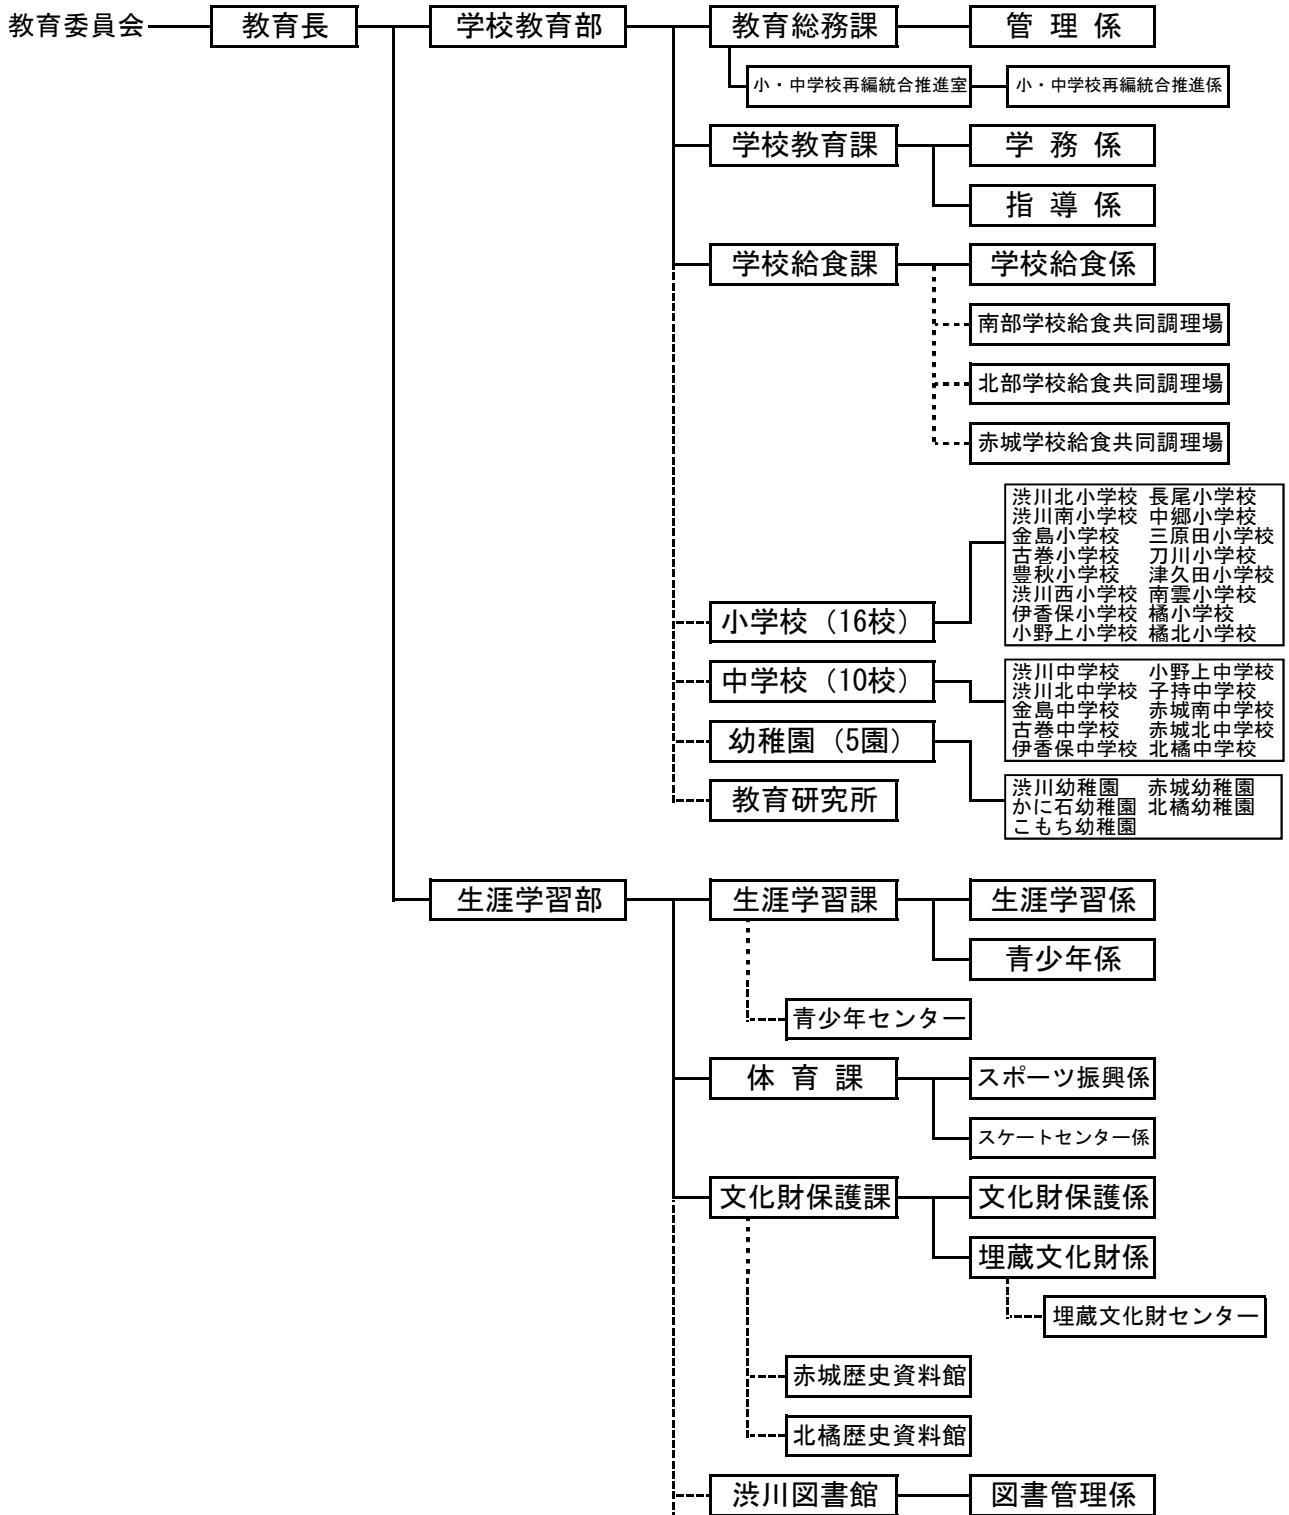 教育委員会 教育長 学校教育部 教育総務課 管 理 係
小・中学校再編統合推進室 小・中学校再編統合推進係
学校教育課 学 務 係
指 導 係
学校給食課 学校給食係
南部学校給食共同調理場
北部学校給食共同調理場
赤城学校給食共同調理場
渋川北小学校 長尾小学校
渋川南小学校 中郷小学校
金島小学校 三原田小学校
古巻小学校 刀川小学校
豊秋小学校 津久田小学校
渋川西小学校 南雲小学校
伊香保小学校 橘小学校
小野上小学校 橘北小学校
小学校（16校）
渋川中学校 小野上中学校
渋川北中学校 子持中学校
金島中学校 赤城南中学校
古巻中学校 赤城北中学校
伊香保中学校 北橘中学校
中学校（10校）
幼稚園（5園）
渋川幼稚園 赤城幼稚園
かに石幼稚園 北橘幼稚園
こもち幼稚園
教育研究所
生涯学習部 生涯学習課 生涯学習係
青少年係
青少年センター
体 育 課 スポーツ振興係
スケートセンター係
文化財保護課 文化財保護係
埋蔵文化財係
埋蔵文化財センター
赤城歴史資料館
北橘歴史資料館
渋川図書館 図書管理係